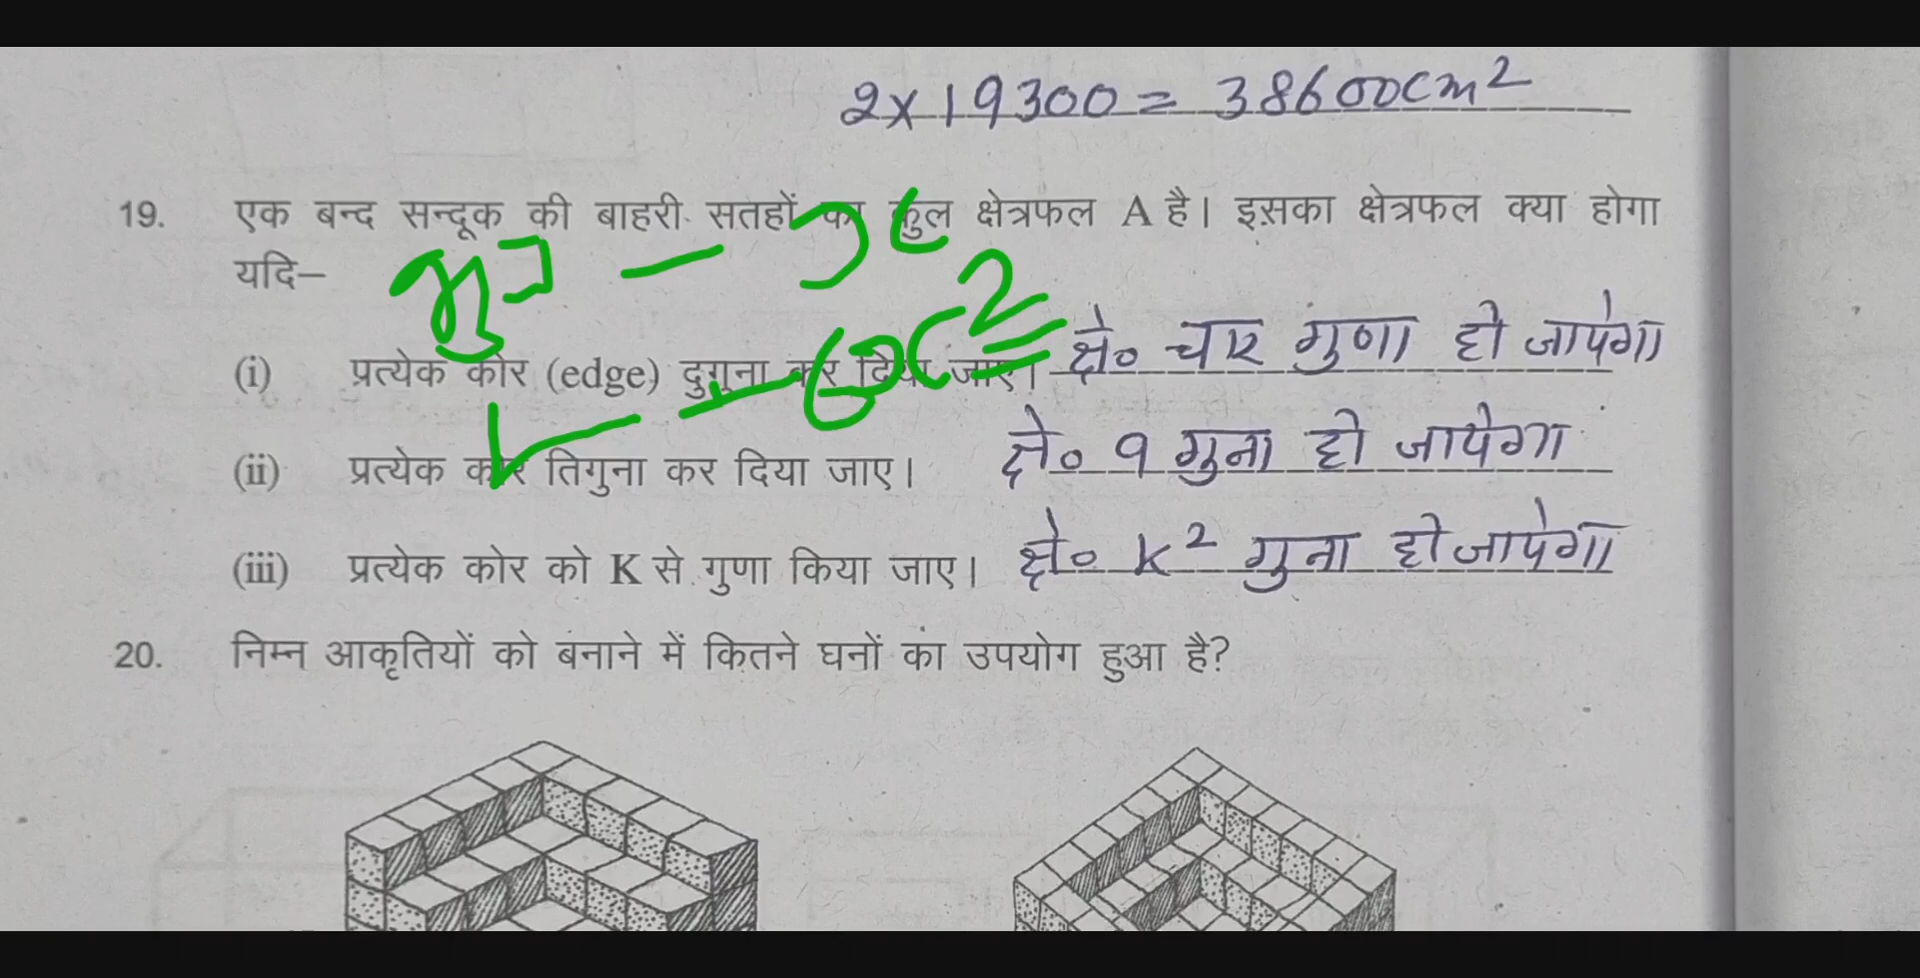 2 x 19300 = 38600cm²
19. एक बन्द सन्दूक की बाहरी सतहों का कुल क्षेत्रफल A है। इसका क्षेत्रफल क्या होगा
यदि–
भुजा – x
(i) प्रत्येक कोर (edge) दुगुना कर दिया जाए। क्षे० चार गुणा हो जायेगा
– 6x²
(ii) प्रत्येक कोर तिगुना कर दिया जाए। क्षे० 9 गुना हो जायेगा
(iii) प्रत्येक कोर को K से गुणा किया जाए। क्षे० K² गुना हो जायेगा
20. निम्न आकृतियों को बनाने में कितने घनों का उपयोग हुआ है?